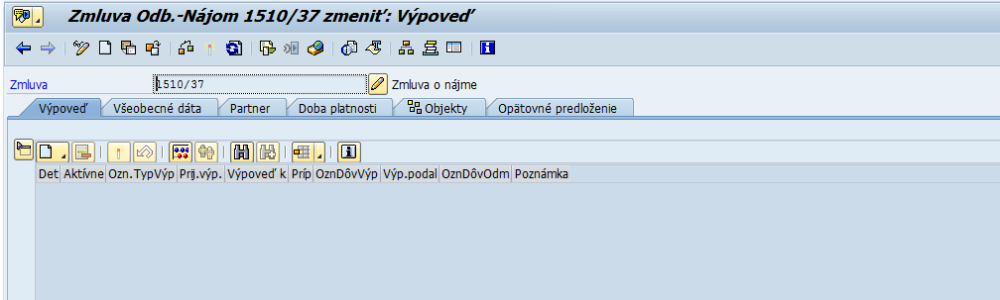 Zmluva Odb.-Nájom 1510/37 zmeniť: Výpoveď
Zmluva 1510/37 Zmluva o nájme
Výpoveď Všeobecné dáta Partner Doba platnosti Objekty Opätovné predloženie
Det Aktívne Ozn.TypVýp Prij.výp. Výpoveď k Príp OznDôvVýp Výp.podal OznDôvOdm Poznámka